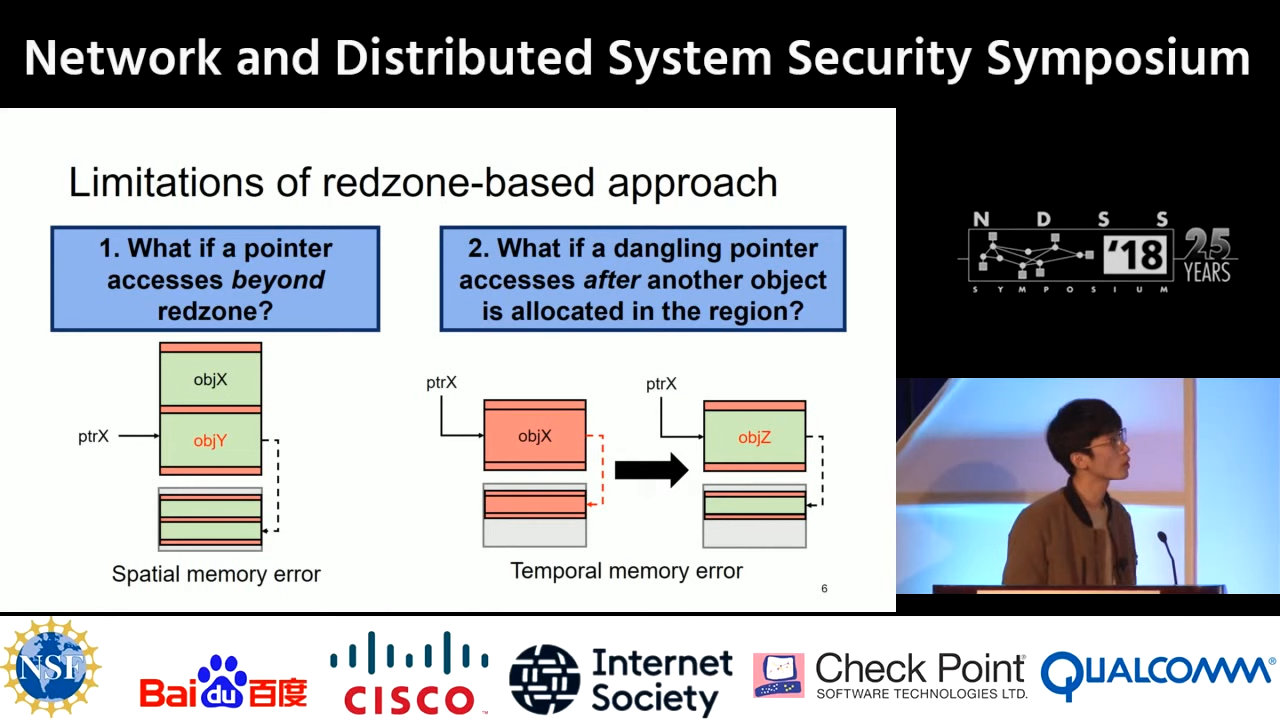 Network and Distributed System Security Symposium
Limitations of redzone-based approach
1. What if a pointer
accesses beyond
redzone?
2. What if a dangling pointer
accesses after another object
is allocated in the region?
objX
ptrX
objY
Spatial memory error
ptrX
objX
ptrX
objZ
Temporal memory error
6
N D S S
'18
25
YEARS
SYMPOSIUM
NSF
Bai du 百度
CISCO
Internet
Society
Check Point
SOFTWARE TECHNOLOGIES LTD.
QUALCOMM